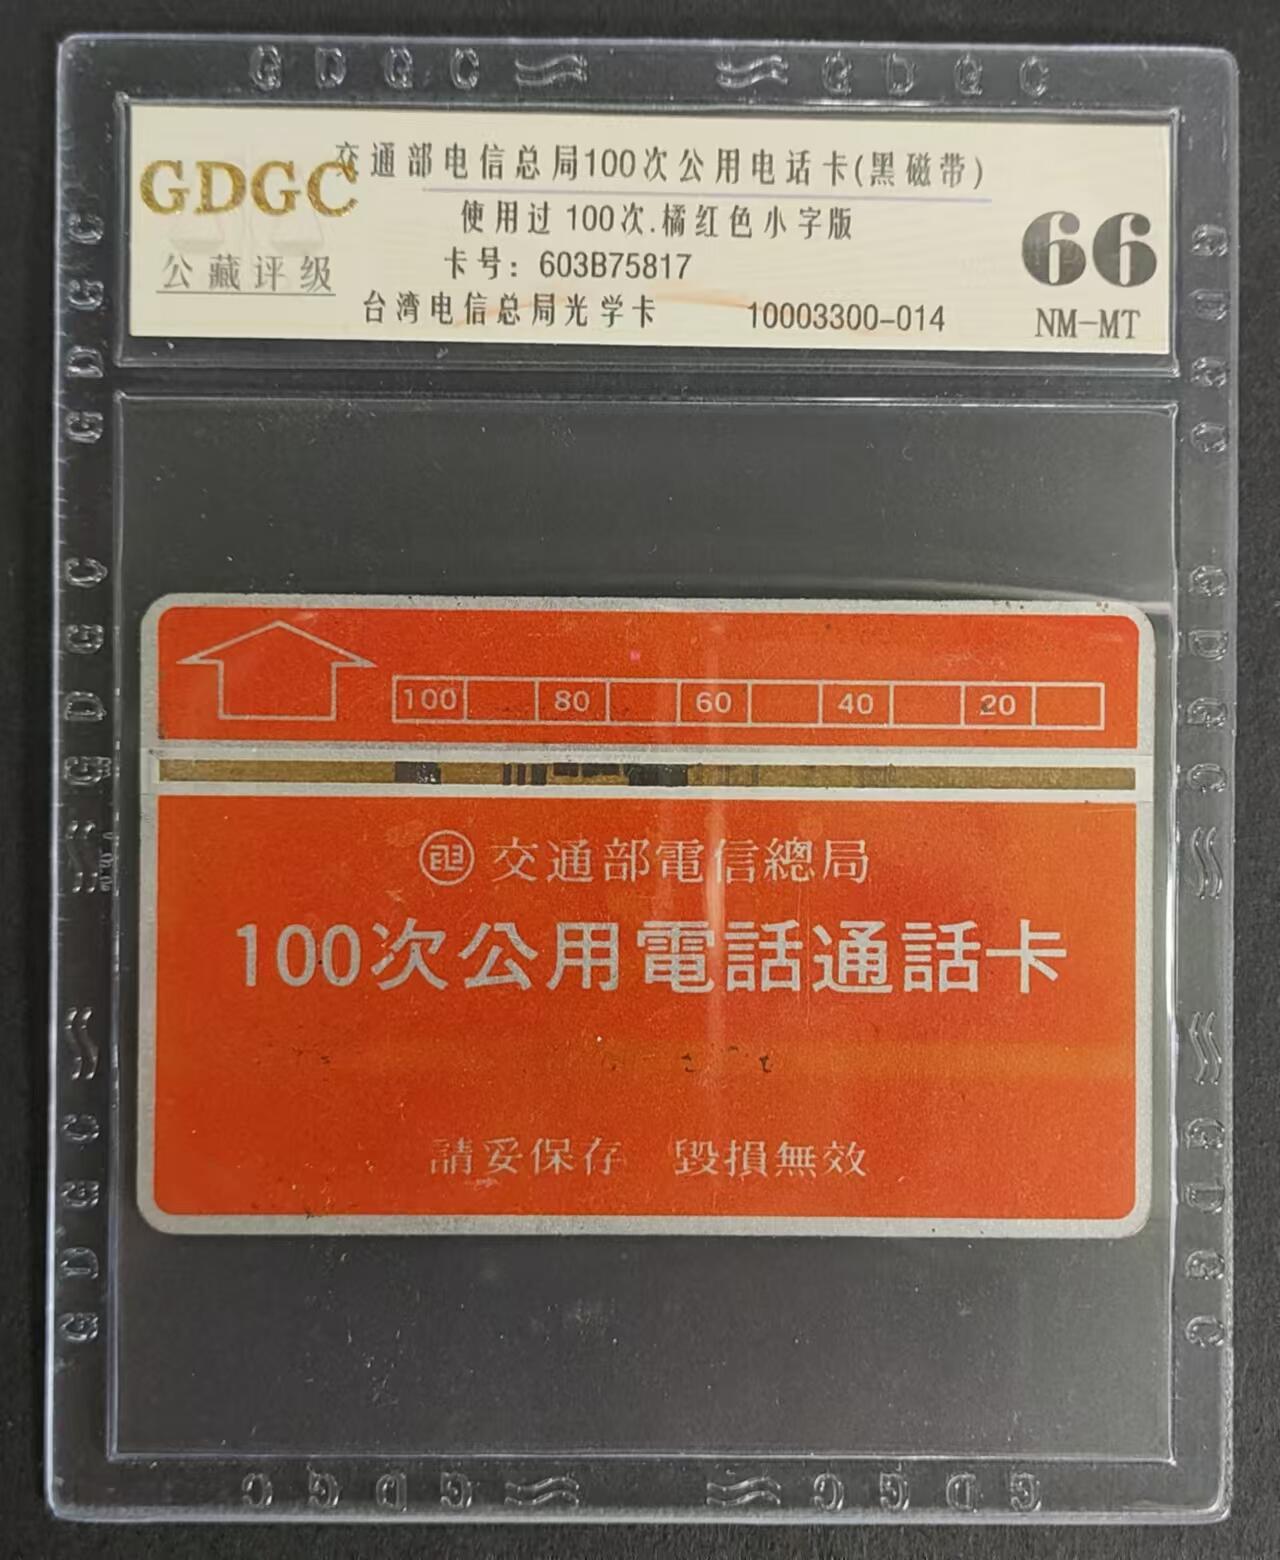 GDGC GDGC
GDGC
公藏评级
交通部电信总局100次公用电话卡(黑磁带)
使用过 100次.橘红色小字版
卡号: 603B75817
台湾电信总局光学卡 10003300-014
66
NM-MT
100 80 60 40 20
交通部電信總局
100次公用電話通話卡
請妥保存 毀損無效
GDGC GDGC